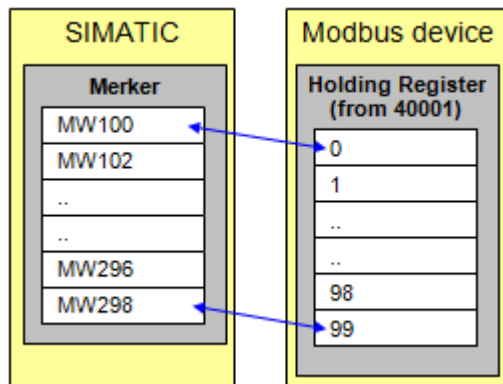 SIMATIC
Merker
MW100
MW102
..
..
MW296
MW298
Modbus device
Holding Register
(from 40001)
0
1
..
..
98
99